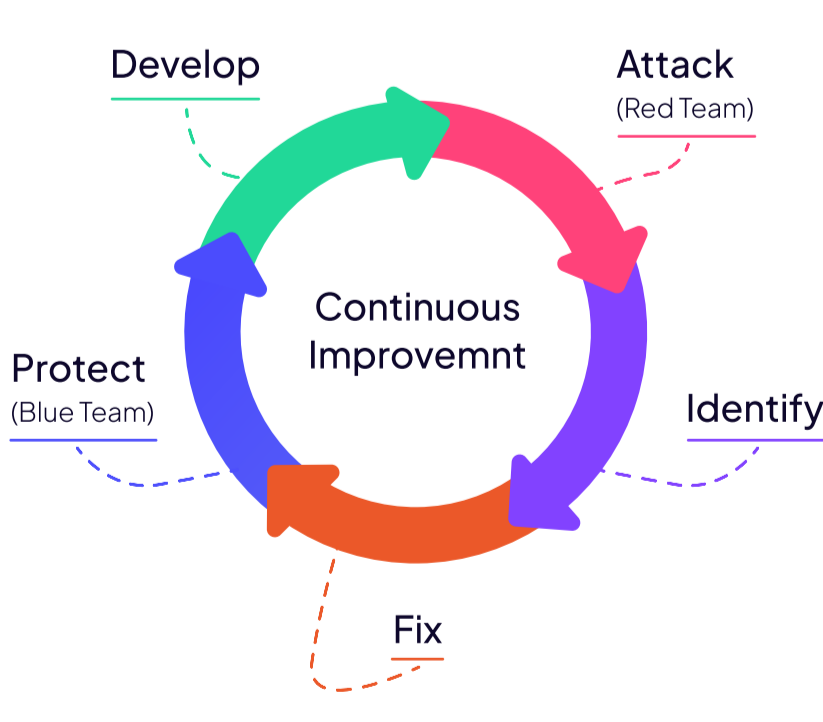 Develop
Attack
(Red Team)
Continuous
Improvemnt
Protect
(Blue Team)
Identify
Fix